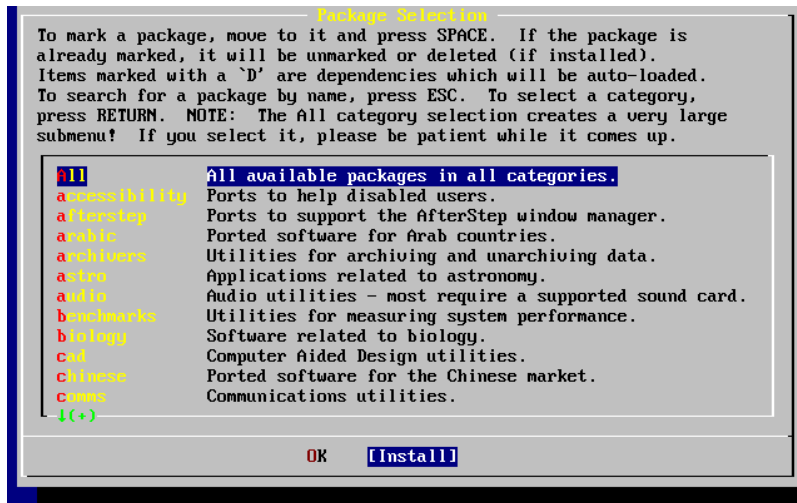 Package Selection
To mark a package, move to it and press SPACE.  If the package is
already marked, it will be unmarked or deleted (if installed).
Items marked with a `D' are dependencies which will be auto-loaded.
To search for a package by name, press ESC.  To select a category,
press RETURN.  NOTE:  The All category selection creates a very large
submenu!  If you select it, please be patient while it comes up.
All All available packages in all categories.
accessibility Ports to help disabled users.
afterstep Ports to support the AfterStep window manager.
arabic Ported software for Arab countries.
archivers Utilities for archiving and unarchiving data.
astro Applications related to astronomy.
audio Audio utilities - most require a supported sound card.
benchmarks Utilities for measuring system performance.
biology Software related to biology.
cad Computer Aided Design utilities.
chinese Ported software for the Chinese market.
comms Communications utilities.
↓(+)
OK [Install]